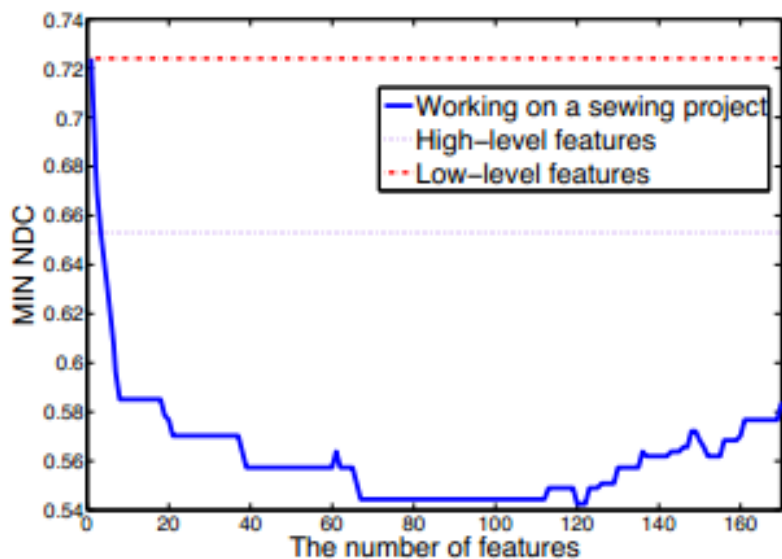 0.74
0.72
0.7
0.68
0.66
0.64
0.62
0.6
0.58
0.56
0.54
MIN NDC
Working on a sewing project
High-level features
Low-level features
0 20 40 60 80 100 120 140 160
The number of features